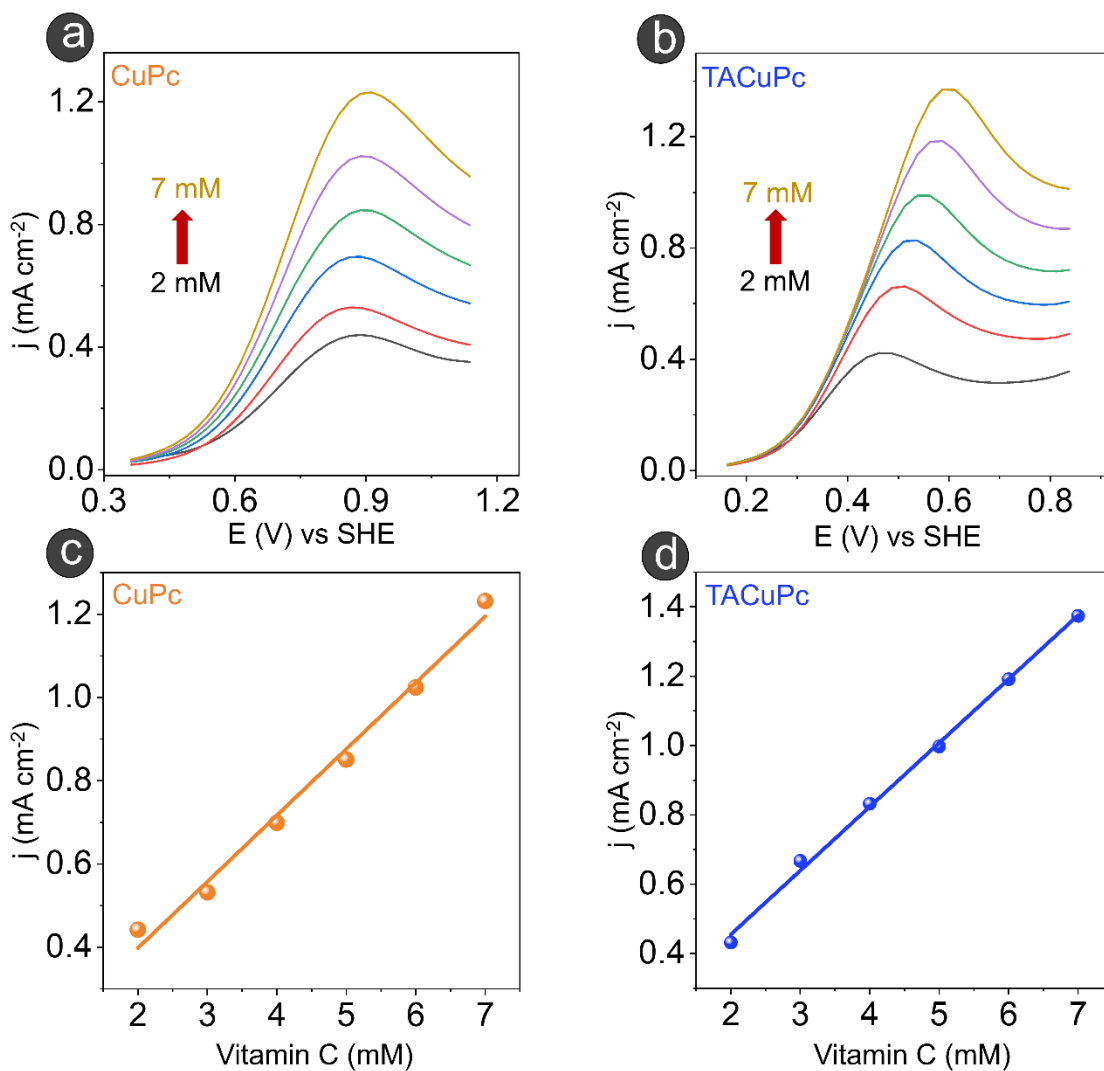 a
CuPc
j (mA cm-2)
1.2
0.8
0.4
0.0
7 mM
2 mM
0.3 0.6 0.9 1.2
E (V) vs SHE
b
TACuPc
j (mA cm-2)
1.2
0.8
0.4
0.0
7 mM
2 mM
0.2 0.4 0.6 0.8
E (V) vs SHE
c
CuPc
j (mA cm-2)
1.2
1.0
0.8
0.6
0.4
2 3 4 5 6 7
Vitamin C (mM)
d
TACuPc
j (mA cm-2)
1.4
1.2
1.0
0.8
0.6
0.4
2 3 4 5 6 7
Vitamin C (mM)